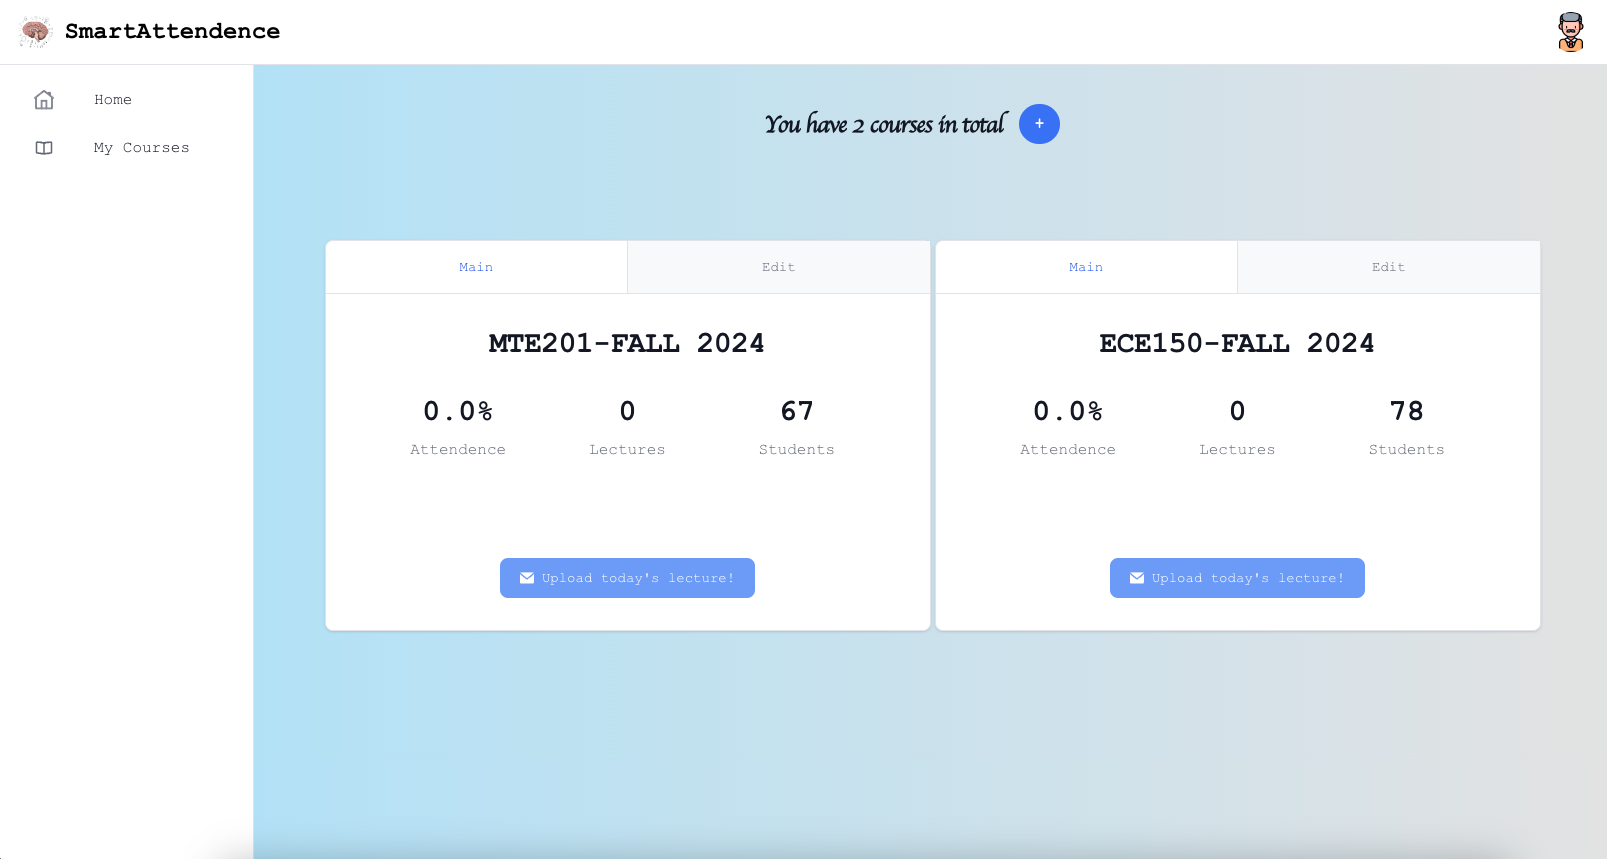 SmartAttendence
Home
My Courses
You have 2 courses in total +
Main Edit
MTE201-FALL 2024
0.0% 0 67
Attendence Lectures Students
Upload today's lecture!
Main Edit
ECE150-FALL 2024
0.0% 0 78
Attendence Lectures Students
Upload today's lecture!